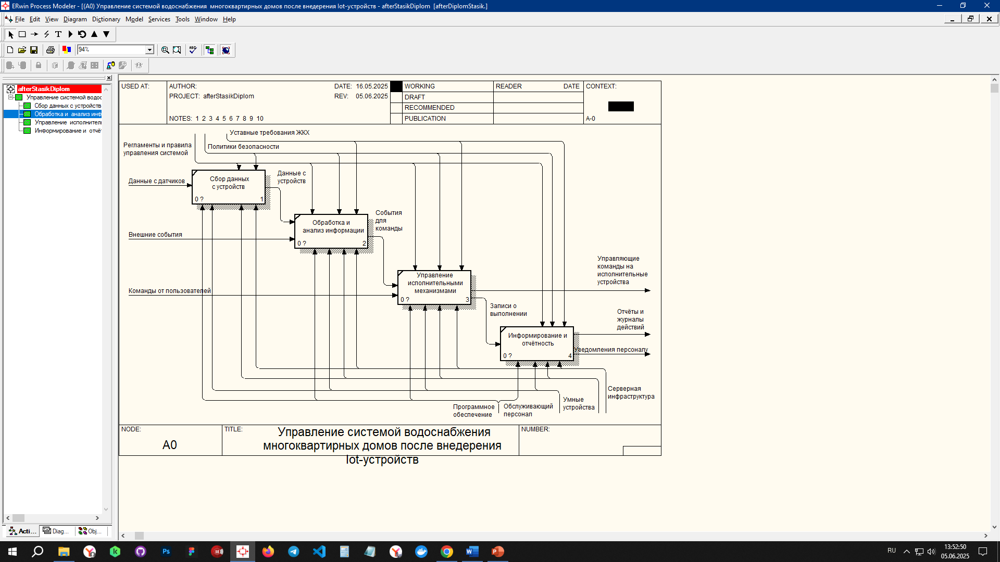 ERwin Process Modeler - [(A0) Управление системой водоснабжения  многоквартирных домов после внедерения Iot-устройств - afterStasikDiplom  [afterDiplomStasik.]
File Edit View Diagram Dictionary Model Services Tools Window Help
94%
ABC
afterStasikDiplom
Управление системой водос
Сбор данных с устройств
Обработка и  анализ инф
Управление  исполнител
Информирование и  отчё
Acti... Diag... Obj...
USED AT:
AUTHOR:
DATE: 16.05.2025
PROJECT: afterStasikDiplom
REV: 05.06.2025
NOTES: 1 2 3 4 5 6 7 8 9 10
WORKING
DRAFT
RECOMMENDED
PUBLICATION
READER DATE
CONTEXT:
A-0
Уставные требования ЖКХ
Регламенты и правила
управления системой
Политики безопасности
Данные с датчиков
Сбор данных
с устройств
0 ? 1
Данные с
устройств
Внешние события
Обработка и
анализ информации
0 ? 2
События
для
команды
Команды от пользователей
Управление
исполнительными
механизмами
0 ? 3
Управляющие
команды на
исполнительные
устройства
Записи о
выполнении
Отчёты и
журналы
действий
Информирование и
отчётность
0 ? 4
Уведомления персоналу
Серверная
инфраструктура
Умные
устройства
Программное
обеспечение
Обслуживающий
персонал
NODE:
A0
TITLE:
Управление системой водоснабжения
многоквартирных домов после внедерения
Iot-устройств
NUMBER:
RU
13:52:50
05.06.2025